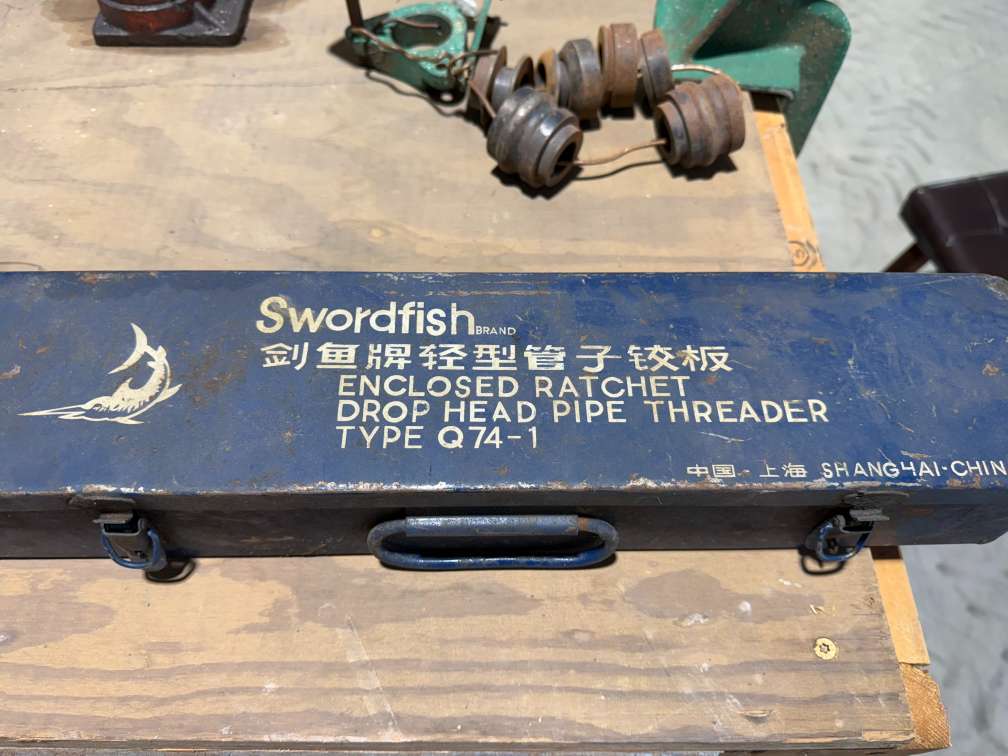 Swordfish BRAND
剑鱼牌轻型管子铰板
ENCLOSED RATCHET
DROP HEAD PIPE THREADER
TYPE Q74-1
中国·上海 SHANGHAI·CHIN